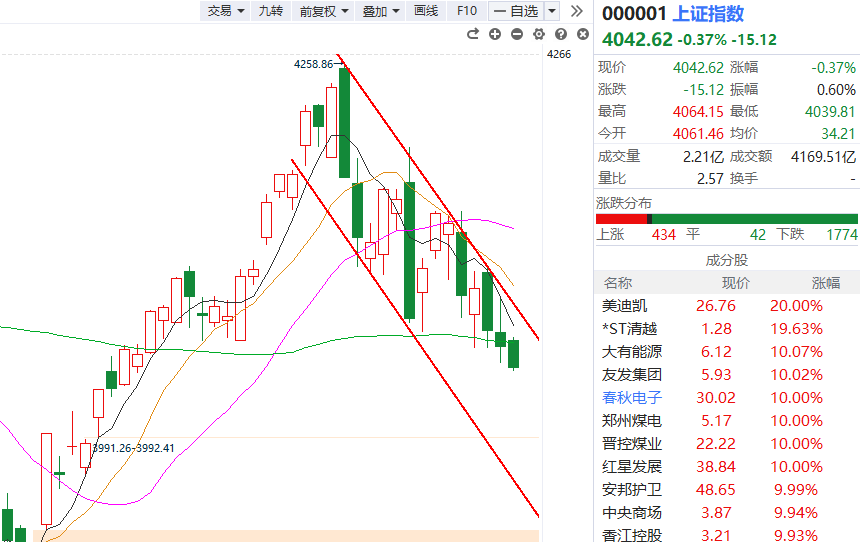 交易 九转 前复权 叠加 画线 F10 一 自选
000001 上证指数
4042.62 -0.37% -15.12
4266
4258.86
3991.26-3992.41
现价 4042.62 涨幅 -0.37%
涨跌 -15.12 振幅 0.60%
最高 4064.15 最低 4039.81
今开 4061.46 均价 34.21
成交量 2.21亿 成交额 4169.51亿
量比 2.57 换手 -
涨跌分布
上涨 434 平 42 下跌 1774
成分股
名称 现价 涨幅
美迪凯 26.76 20.00%
*ST清越 1.28 19.63%
大有能源 6.12 10.07%
友发集团 5.93 10.02%
春秋电子 30.02 10.00%
郑州煤电 5.17 10.00%
晋控煤业 22.22 10.00%
红星发展 38.84 10.00%
安邦护卫 48.65 9.99%
中央商场 3.87 9.94%
香江控股 3.21 9.93%